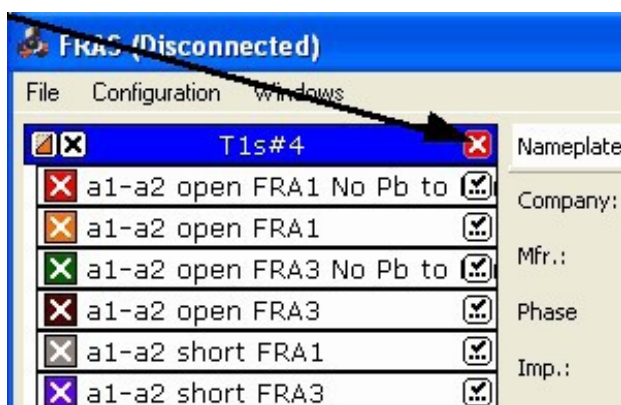 FRAS (Disconnected)
File Configuration Windows
T1s#4
Nameplate
a1-a2 open FRA1 No Pb to
Company:
a1-a2 open FRA1
a1-a2 open FRA3 No Pb to
Mfr.:
a1-a2 open FRA3
Phase
a1-a2 short FRA1
Imp.:
a1-a2 short FRA3